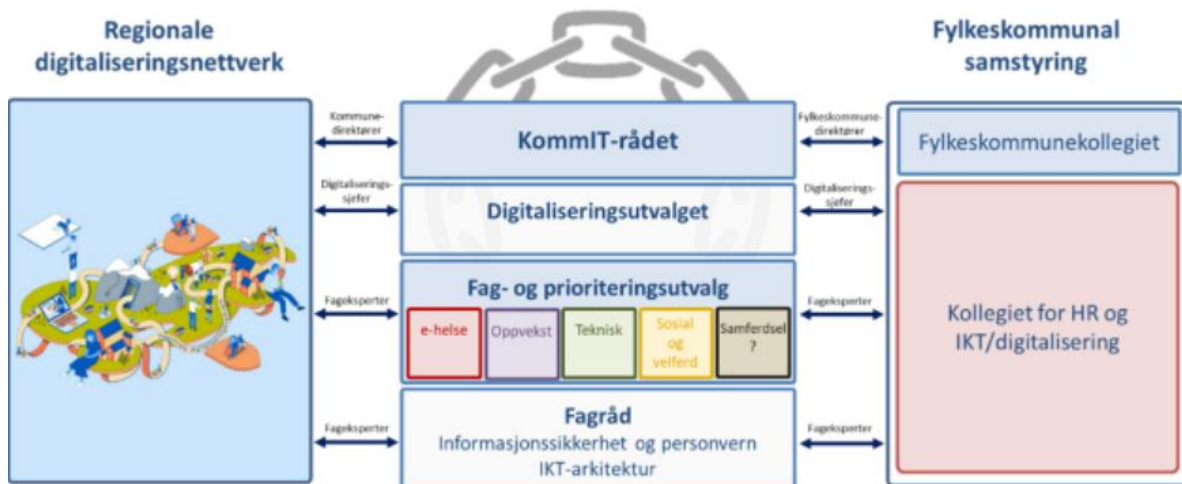 Regionale
digitaliseringsnettverk
Fylkeskommunal
samstyring
Kommune-
direktører
KommIT-rådet
Fylkeskommune-
direktører
Fylkeskommunekollegiet
Digitaliserings-
sjefer
Digitaliseringsutvalget
Digitaliserings-
sjefer
Fag- og prioriteringsutvalg
Fageksperter
e-helse
Oppvekst
Teknisk
Sosial
og
velferd
Samferdsel
?
Fageksperter
Kollegiet for HR og
IKT/digitalisering
Fagråd
Fageksperter
Informasjonssikkerhet og personvern
IKT-arkitektur
Fageksperter